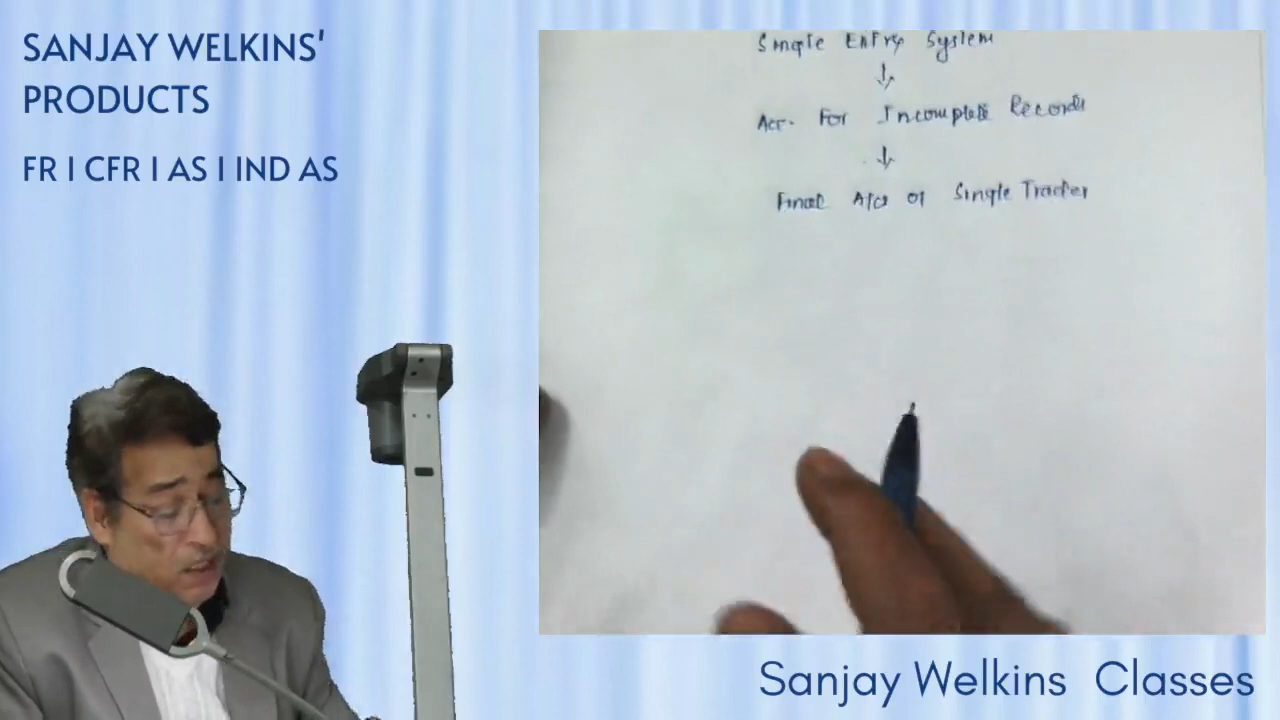 SANJAY WELKINS'
PRODUCTS
FR I CFR I AS I IND AS
Single Entry System
↓
Acc. For Incomplete Records
↓
Final A/cs of Single Trader
Sanjay Welkins Classes